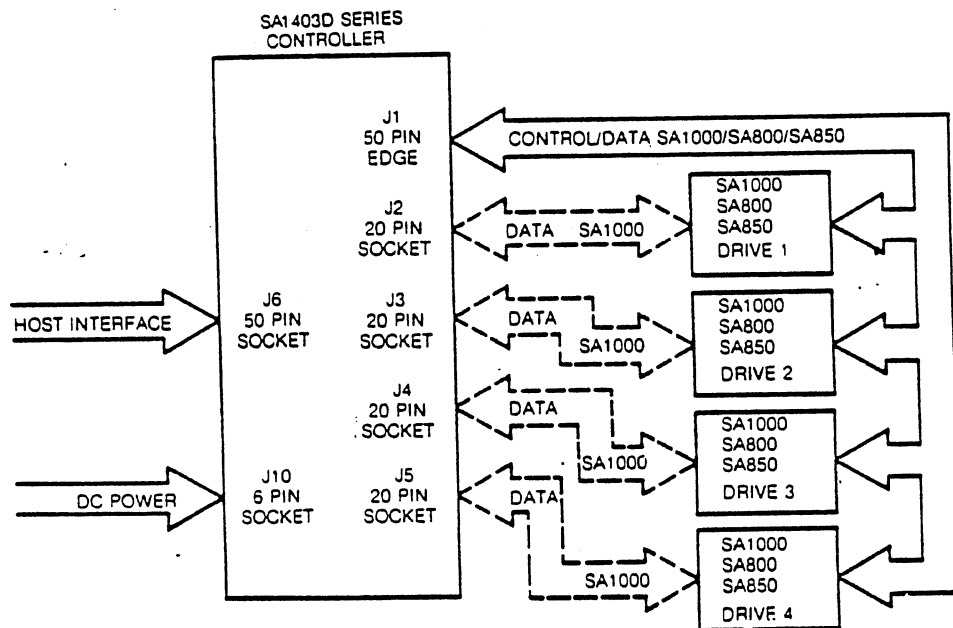 SA1403D SERIES
CONTROLLER
J1
50 PIN
EDGE
CONTROL/DATA SA1000/SA800/SA850
J2
20 PIN
SOCKET
DATA SA1000
SA1000
SA800
SA850
DRIVE 1
HOST INTERFACE
J6
50 PIN
SOCKET
J3
20 PIN
SOCKET
DATA
SA1000
SA1000
SA800
SA850
DRIVE 2
J4
20 PIN
SOCKET
DATA
SA1000
SA1000
SA800
SA850
DRIVE 3
DC POWER
J10
6 PIN
SOCKET
J5
20 PIN
SOCKET
DATA
SA1000
SA1000
SA800
SA850
DRIVE 4